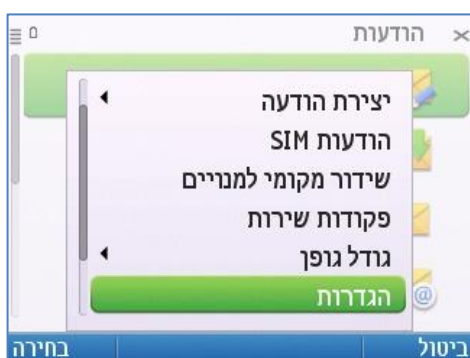 הודעות
יצירת הודעה
הודעות SIM
שידור מקומי למנויים
פקודות שירות
גודל גופן
הגדרות
ביטול
בחירה